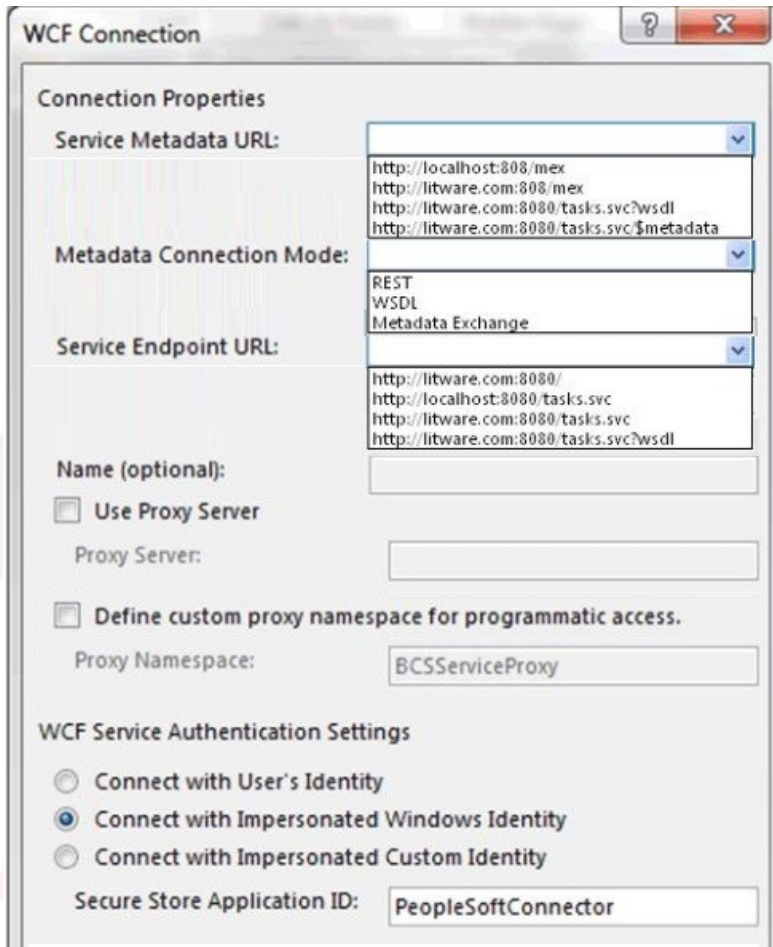 WCF Connection
?
Connection Properties
Service Metadata URL:
http://localhost:808/mex
http://litware.com:808/mex
http://litware.com:8080/tasks.svc?wsdl
http://litware.com:8080/tasks.svc/$metadata
Metadata Connection Mode:
REST
WSDL
Metadata Exchange
Service Endpoint URL:
http://litware.com:8080/
http://localhost:8080/tasks.svc
http://litware.com:8080/tasks.svc
http://litware.com:8080/tasks.svc?wsdl
Name (optional):
Use Proxy Server
Proxy Server:
Define custom proxy namespace for programmatic access.
Proxy Namespace: BCSServiceProxy
WCF Service Authentication Settings
Connect with User's Identity
Connect with Impersonated Windows Identity
Connect with Impersonated Custom Identity
Secure Store Application ID: PeopleSoftConnector